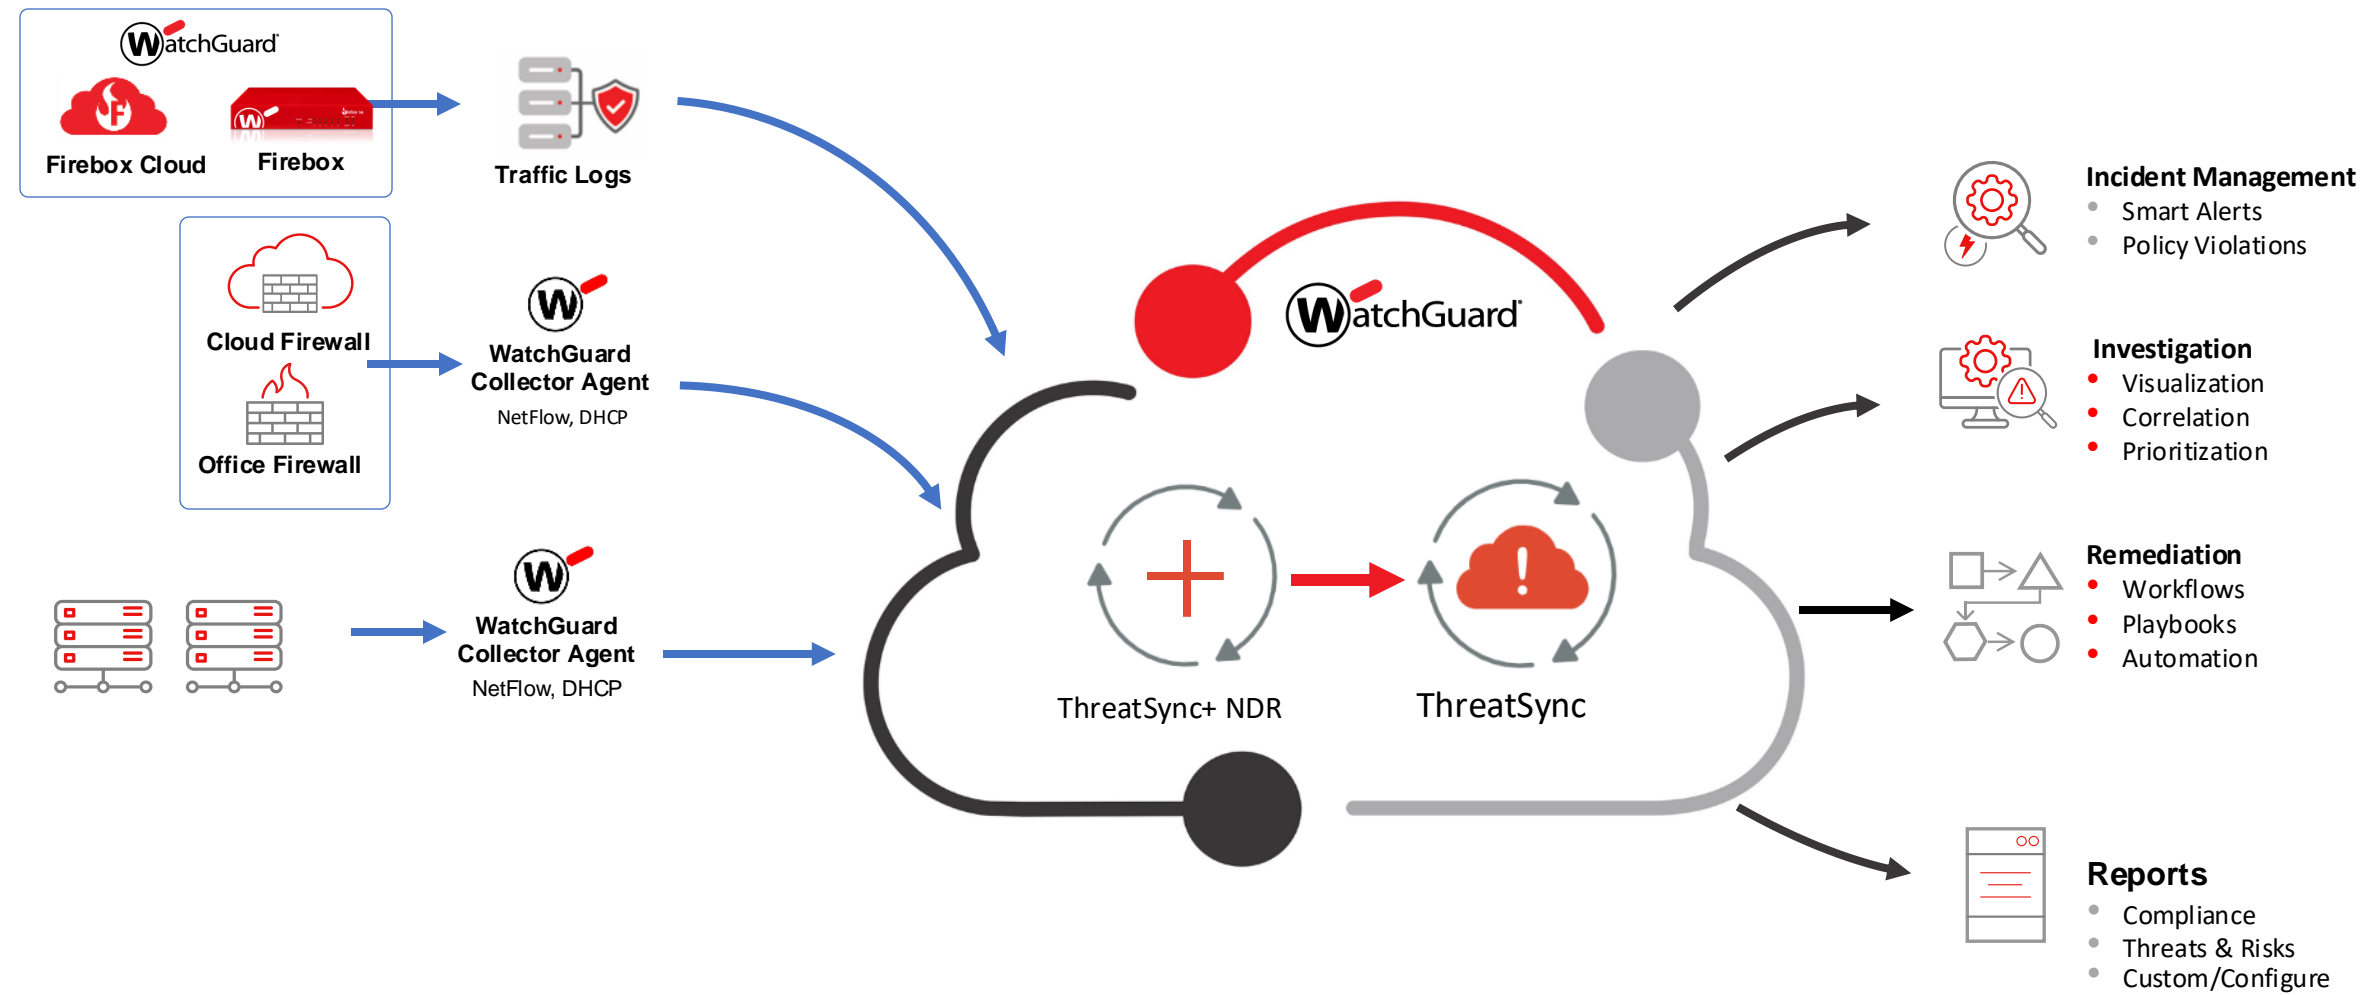 WatchGuard
Firebox Cloud
Firebox
Traffic Logs
Cloud Firewall
Office Firewall
WatchGuard
Collector Agent
NetFlow, DHCP
WatchGuard
Collector Agent
NetFlow, DHCP
WatchGuard
ThreatSync+ NDR
ThreatSync
Incident Management
Smart Alerts
Policy Violations
Investigation
Visualization
Correlation
Prioritization
Remediation
Workflows
Playbooks
Automation
Reports
Compliance
Threats & Risks
Custom/Configure